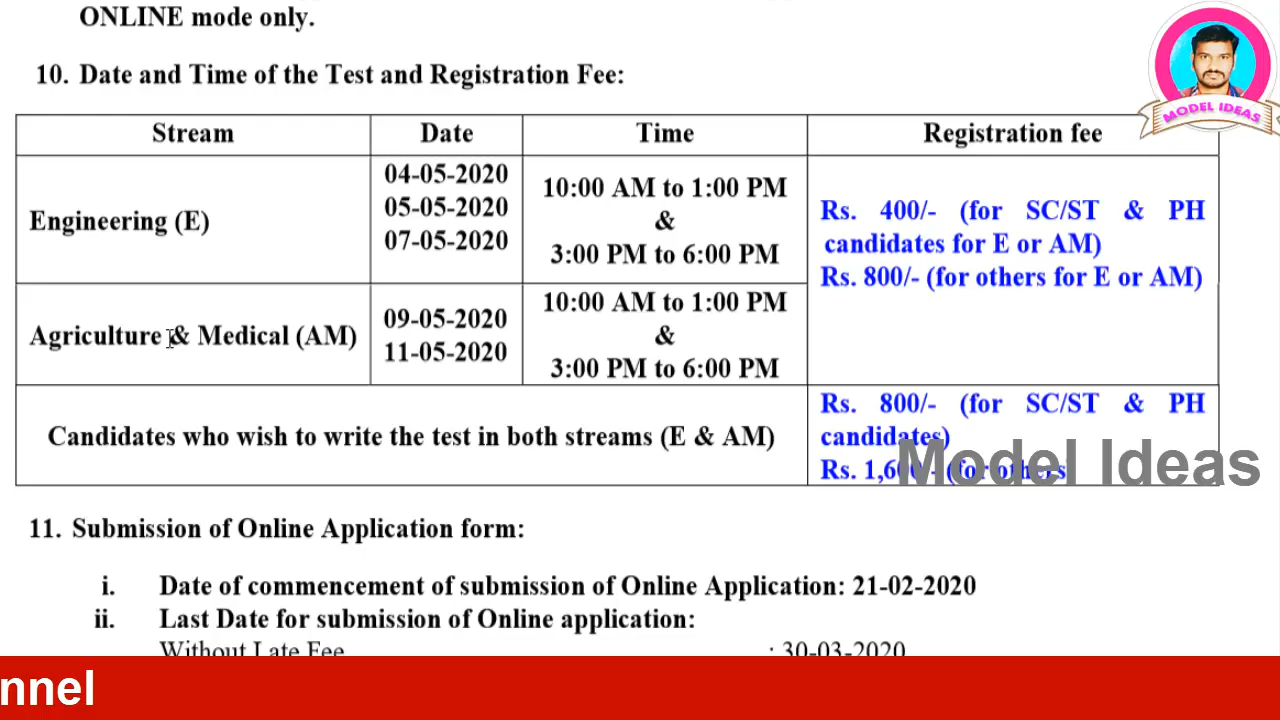 ONLINE mode only.
MODEL IDEAS
10. Date and Time of the Test and Registration Fee:
Stream Date Time Registration fee
Engineering (E)
04-05-2020
05-05-2020
07-05-2020
10:00 AM to 1:00 PM
&
3:00 PM to 6:00 PM
Rs. 400/- (for SC/ST & PH
candidates for E or AM)
Rs. 800/- (for others for E or AM)
Agriculture & Medical (AM)
09-05-2020
11-05-2020
10:00 AM to 1:00 PM
&
3:00 PM to 6:00 PM
Candidates who wish to write the test in both streams (E & AM)
Rs. 800/- (for SC/ST & PH
candidates)
Rs. 1,600/- (for others
Model Ideas
11. Submission of Online Application form:
i. Date of commencement of submission of Online Application: 21-02-2020
ii. Last Date for submission of Online application:
Without Late Fee : 30-03-2020
nnel